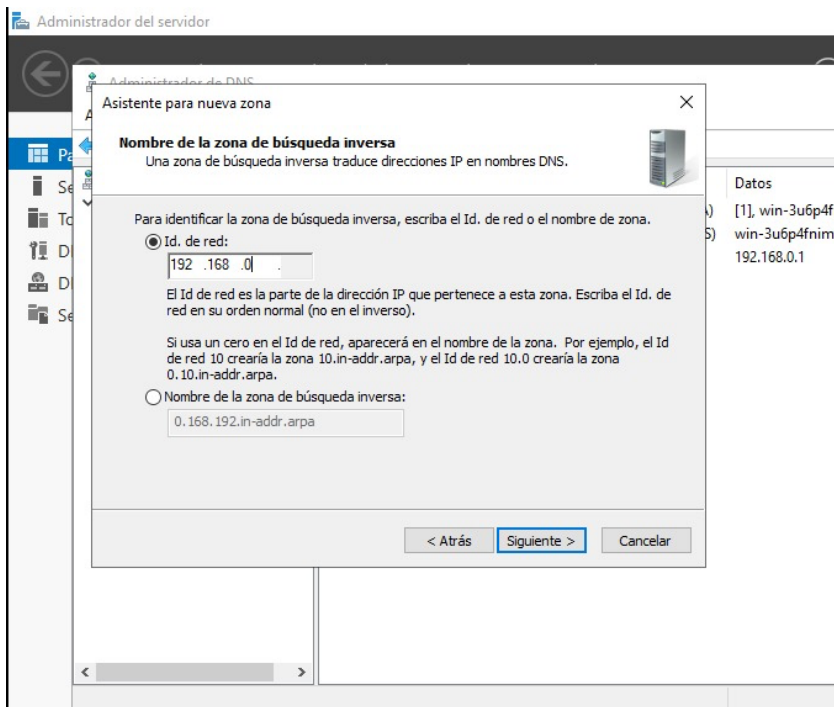 Administrador del servidor
Administrador de DNS
A
Asistente para nueva zona
Nombre de la zona de búsqueda inversa
Una zona de búsqueda inversa traduce direcciones IP en nombres DNS.
Para identificar la zona de búsqueda inversa, escriba el Id. de red o el nombre de zona.
Id. de red:
192 .168 .0 .
El Id de red es la parte de la dirección IP que pertenece a esta zona. Escriba el Id. de
red en su orden normal (no en el inverso).
Si usa un cero en el Id de red, aparecerá en el nombre de la zona. Por ejemplo, el Id
de red 10 crearía la zona 10.in-addr.arpa, y el Id de red 10.0 crearía la zona
0.10.in-addr.arpa.
Nombre de la zona de búsqueda inversa:
0.168.192.in-addr.arpa
< Atrás
Siguiente >
Cancelar
Pa
Se
To
DI
DI
Se
Datos
) [1], win-3u6p4f
S) win-3u6p4fnim
192.168.0.1